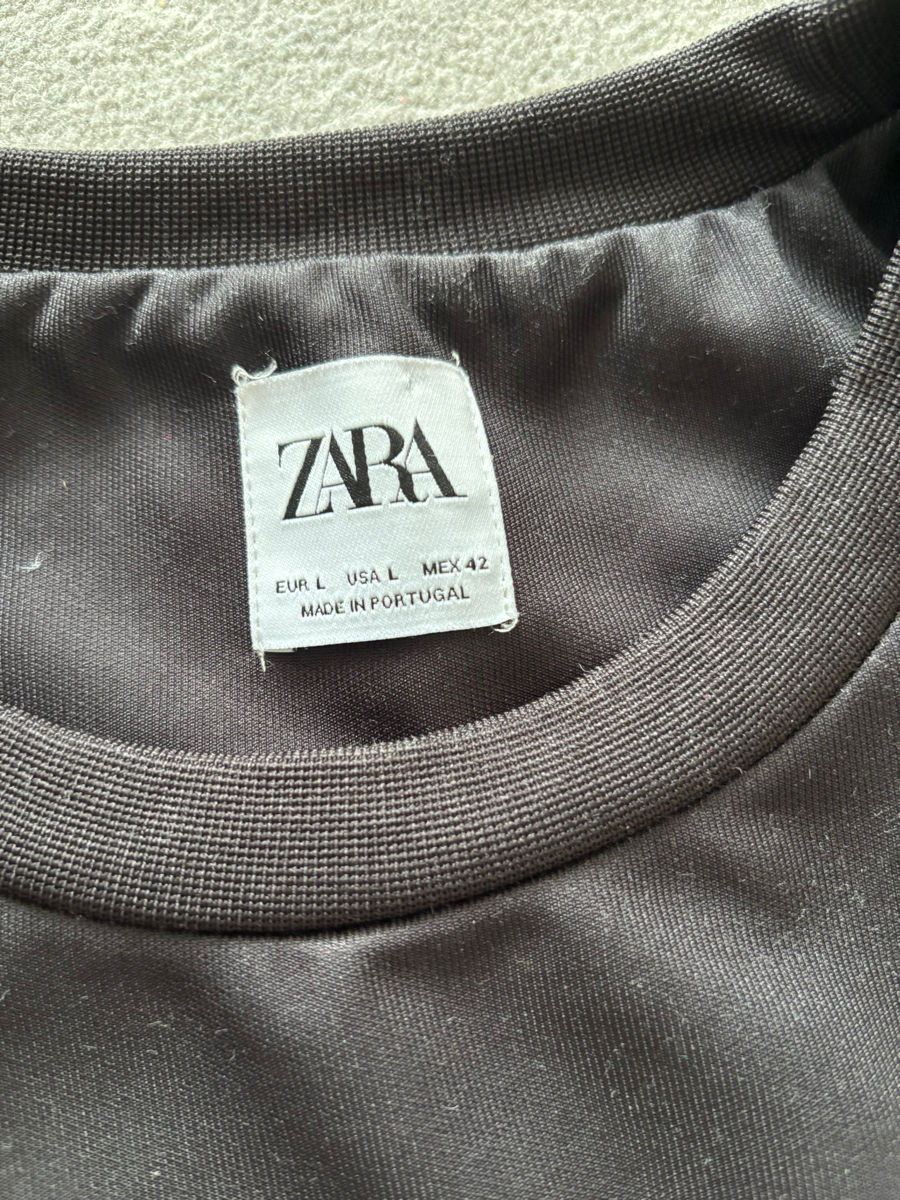 ZARA
EUR L USA L MEX 42
MADE IN PORTUGAL